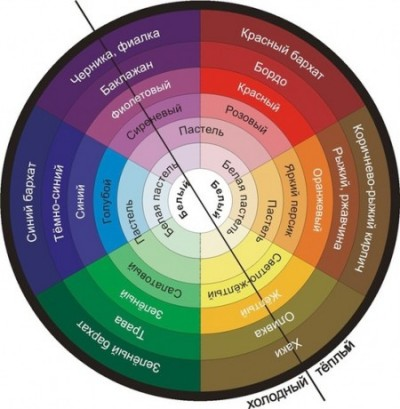 Черника, фиалка
Баклажан
Фиолетовый
Сиреневый
Пастель
Красный бархат
Бордо
Красный
Розовый
Коричнево-рыжий кирпич
Рыжий, ржавчина
Оранжевый
Яркий персик
Пастель
Белая пастель
Белый
Хаки
Оливка
Жёлтый
Светло-жёлтый
Зелёный бархат
Трава
Зелёный
Салатовый
Синий бархат
Тёмно-синий
Синий
Голубой
Пастель
Белая пастель
Белый
холодный
тёплый